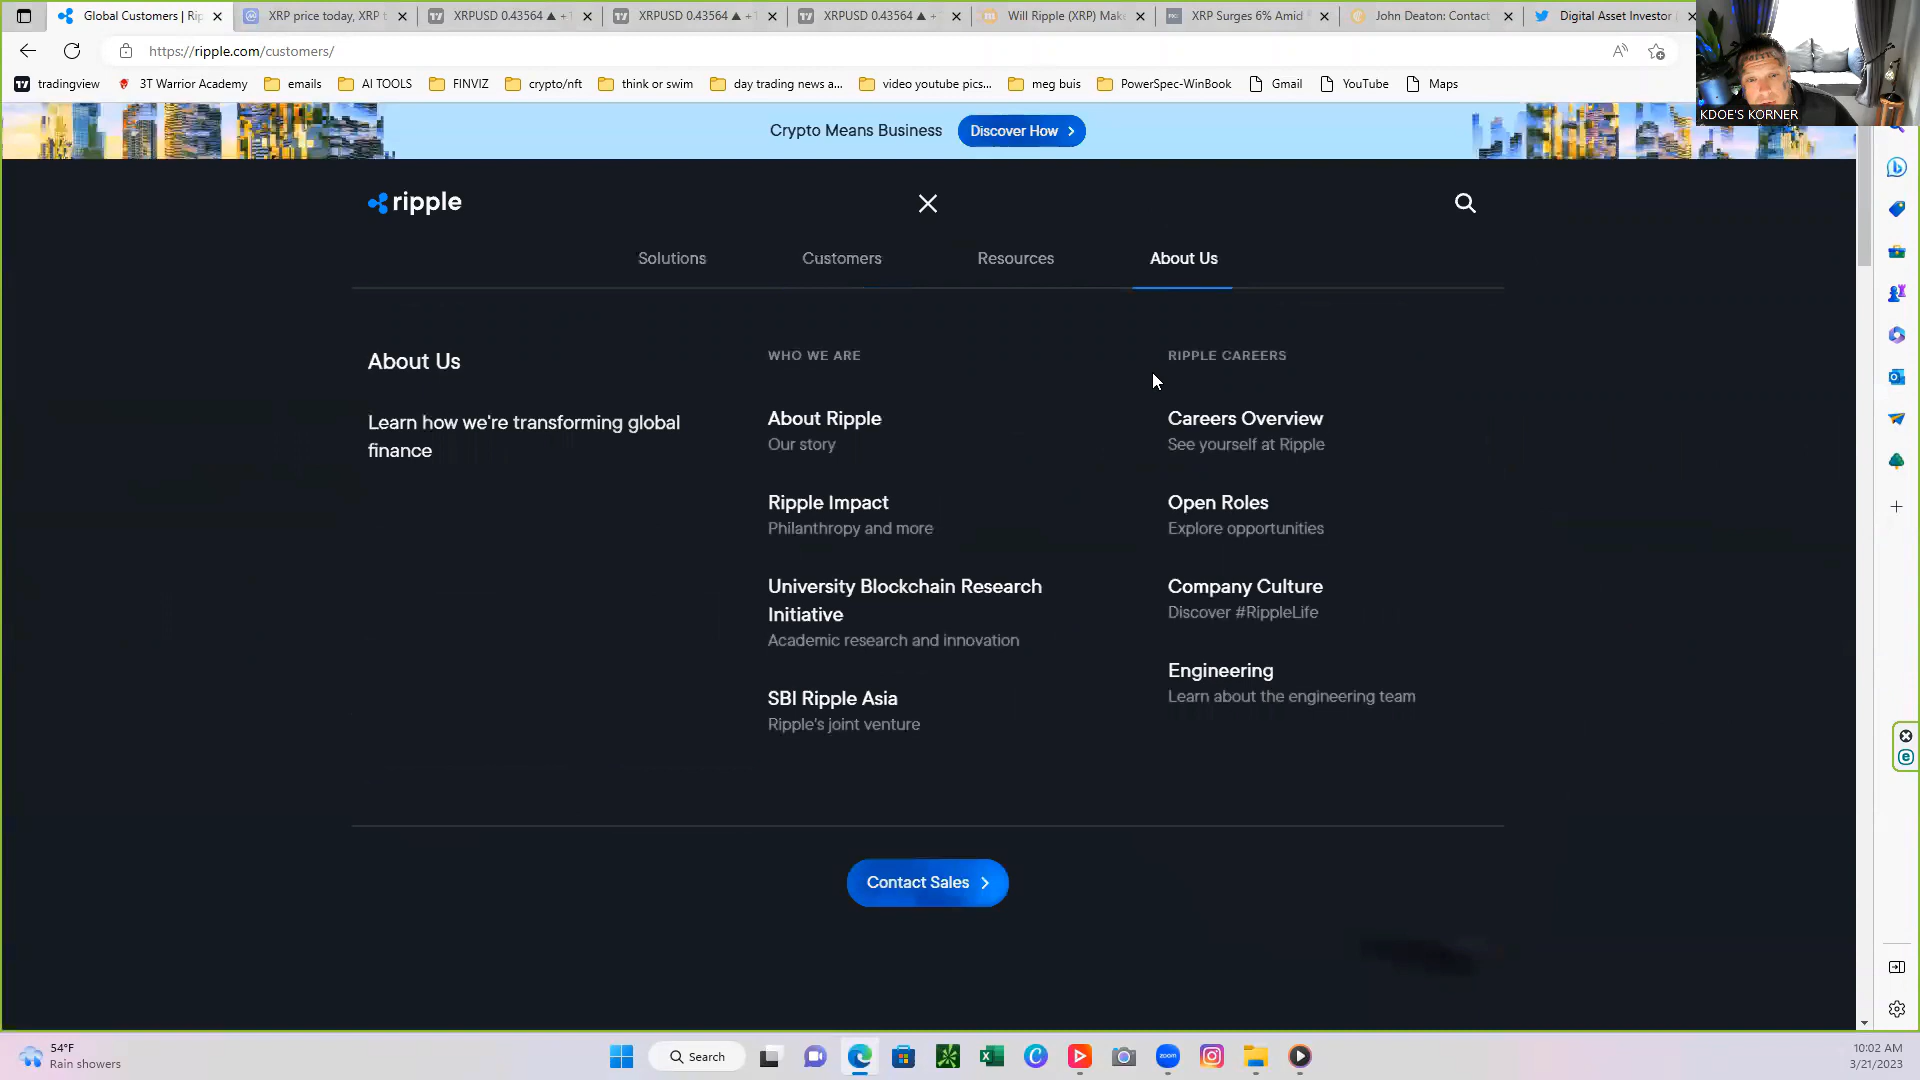 Global Customers | Rip
XRP price today, XRP t
XRPUSD 0.43564 ▲ +1
XRPUSD 0.43564 ▲ +1
XRPUSD 0.43564 ▲ +
Will Ripple (XRP) Make
XRP Surges 6% Amid
John Deaton: Contact
Digital Asset Investor
https://ripple.com/customers/
tradingview
3T Warrior Academy
emails
AI TOOLS
FINVIZ
crypto/nft
think or swim
day trading news a...
video youtube pics...
meg buis
PowerSpec-WinBook
Gmail
YouTube
Maps
KDOE'S KORNER
Crypto Means Business
Discover How
ripple
Solutions
Customers
Resources
About Us
About Us
Learn how we're transforming global
finance
WHO WE ARE
About Ripple
Our story
Ripple Impact
Philanthropy and more
University Blockchain Research
Initiative
Academic research and innovation
SBI Ripple Asia
Ripple's joint venture
RIPPLE CAREERS
Careers Overview
See yourself at Ripple
Open Roles
Explore opportunities
Company Culture
Discover #RippleLife
Engineering
Learn about the engineering team
Contact Sales
54°F
Rain showers
Search
zoom
10:02 AM
3/21/2023